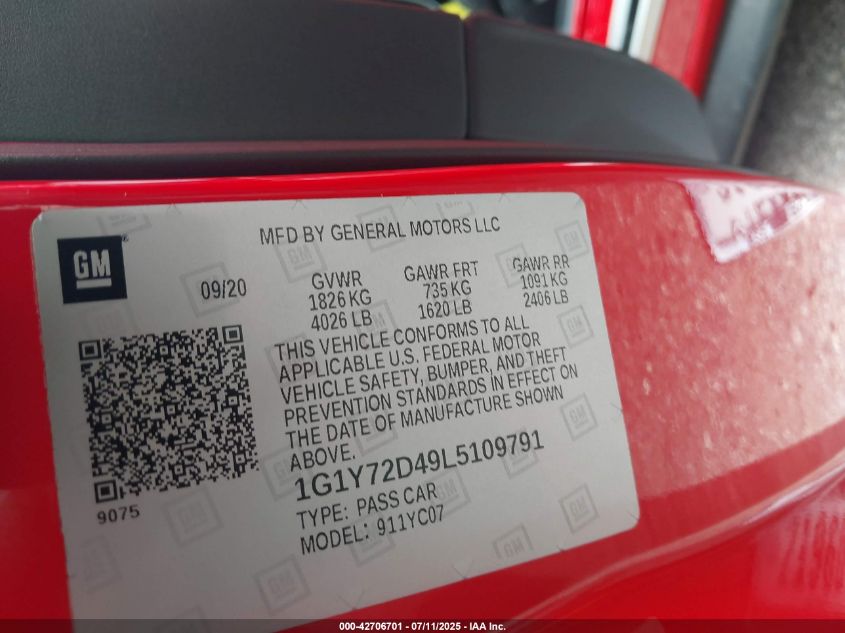 MFD BY GENERAL MOTORS LLC
GM
09/20
GVWR
1826 KG
4026 LB
GAWR FRT
735 KG
1620 LB
GAWR RR
1091 KG
2406 LB
THIS VEHICLE CONFORMS TO ALL
APPLICABLE U.S. FEDERAL MOTOR
VEHICLE SAFETY, BUMPER, AND THEFT
PREVENTION STANDARDS IN EFFECT ON
THE DATE OF MANUFACTURE SHOWN
ABOVE.
1G1Y72D49L5109791
TYPE: PASS CAR
MODEL: 911YC07
9075
000-42706701 - 07/11/2025 - IAA Inc.